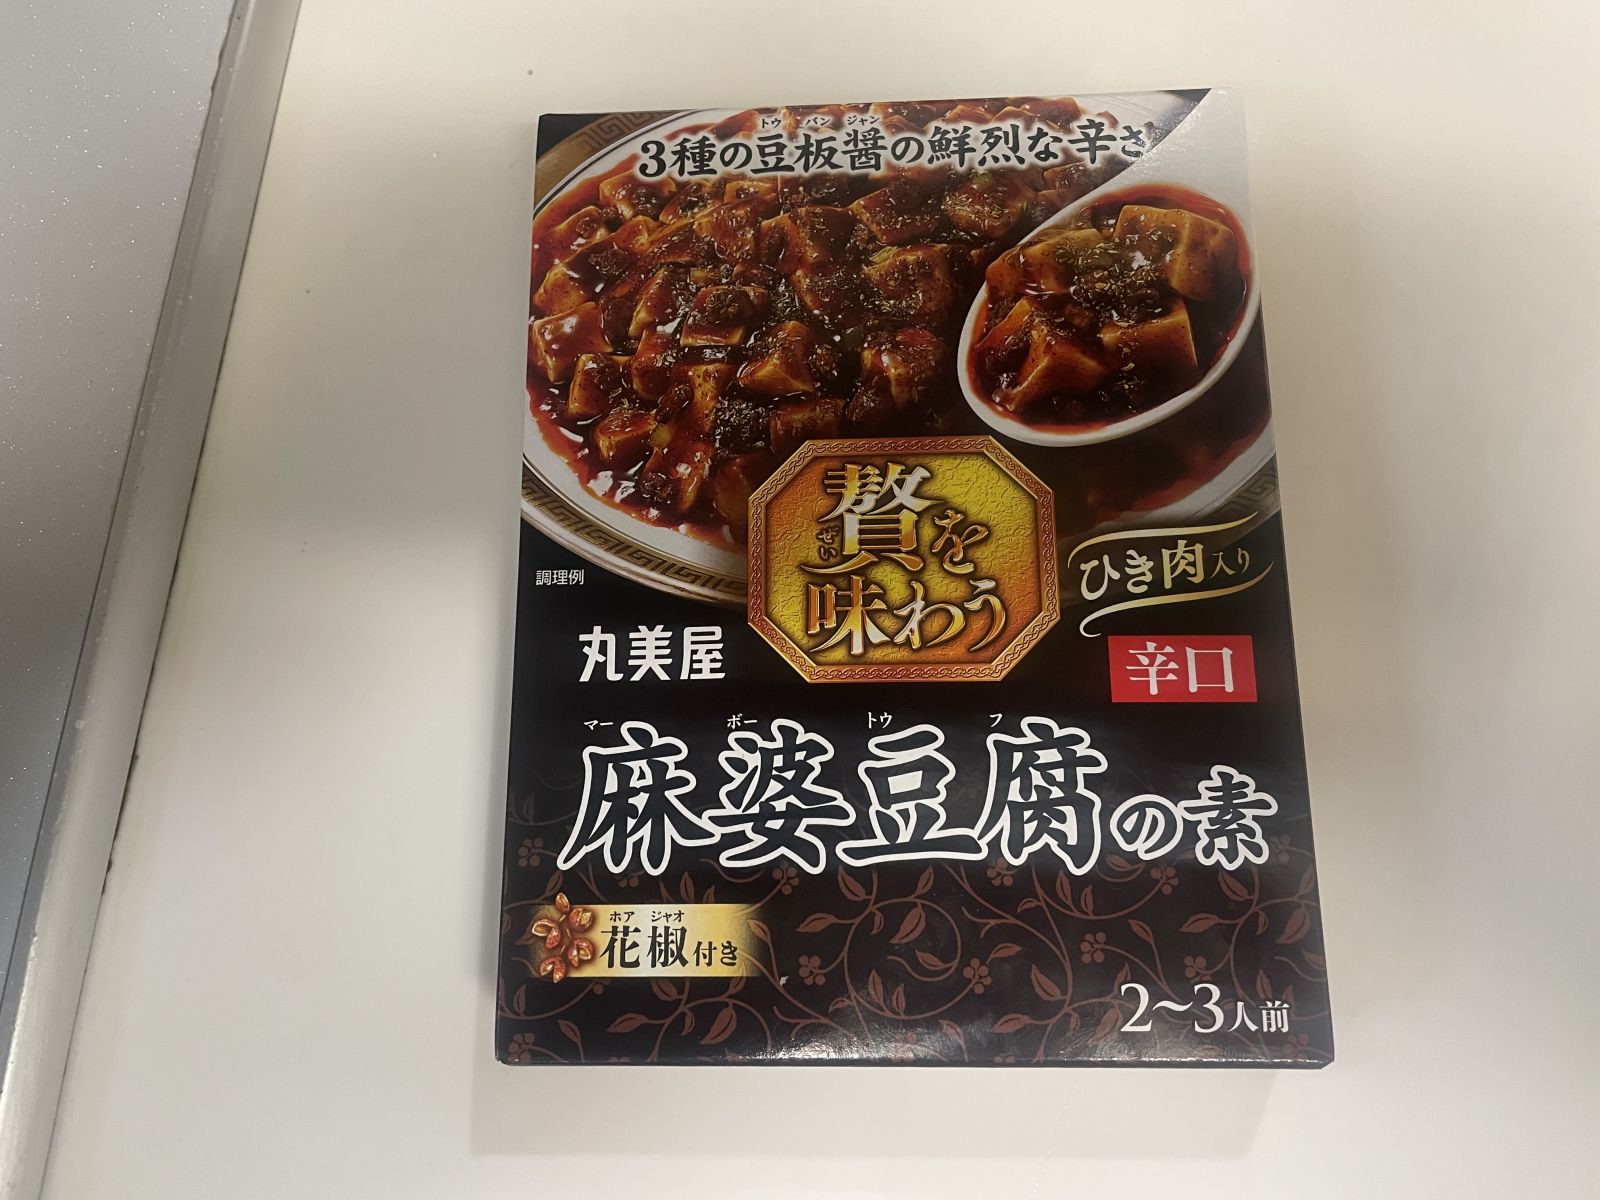 3種の豆板醤の鮮烈な辛さ
トウ バン ジャン
贅を
ぜい
味わう
ひき肉入り
調理例
丸美屋
辛口
マー ボー トウ フ
麻婆豆腐の素
ホア ジャオ
花椒付き
2〜3人前